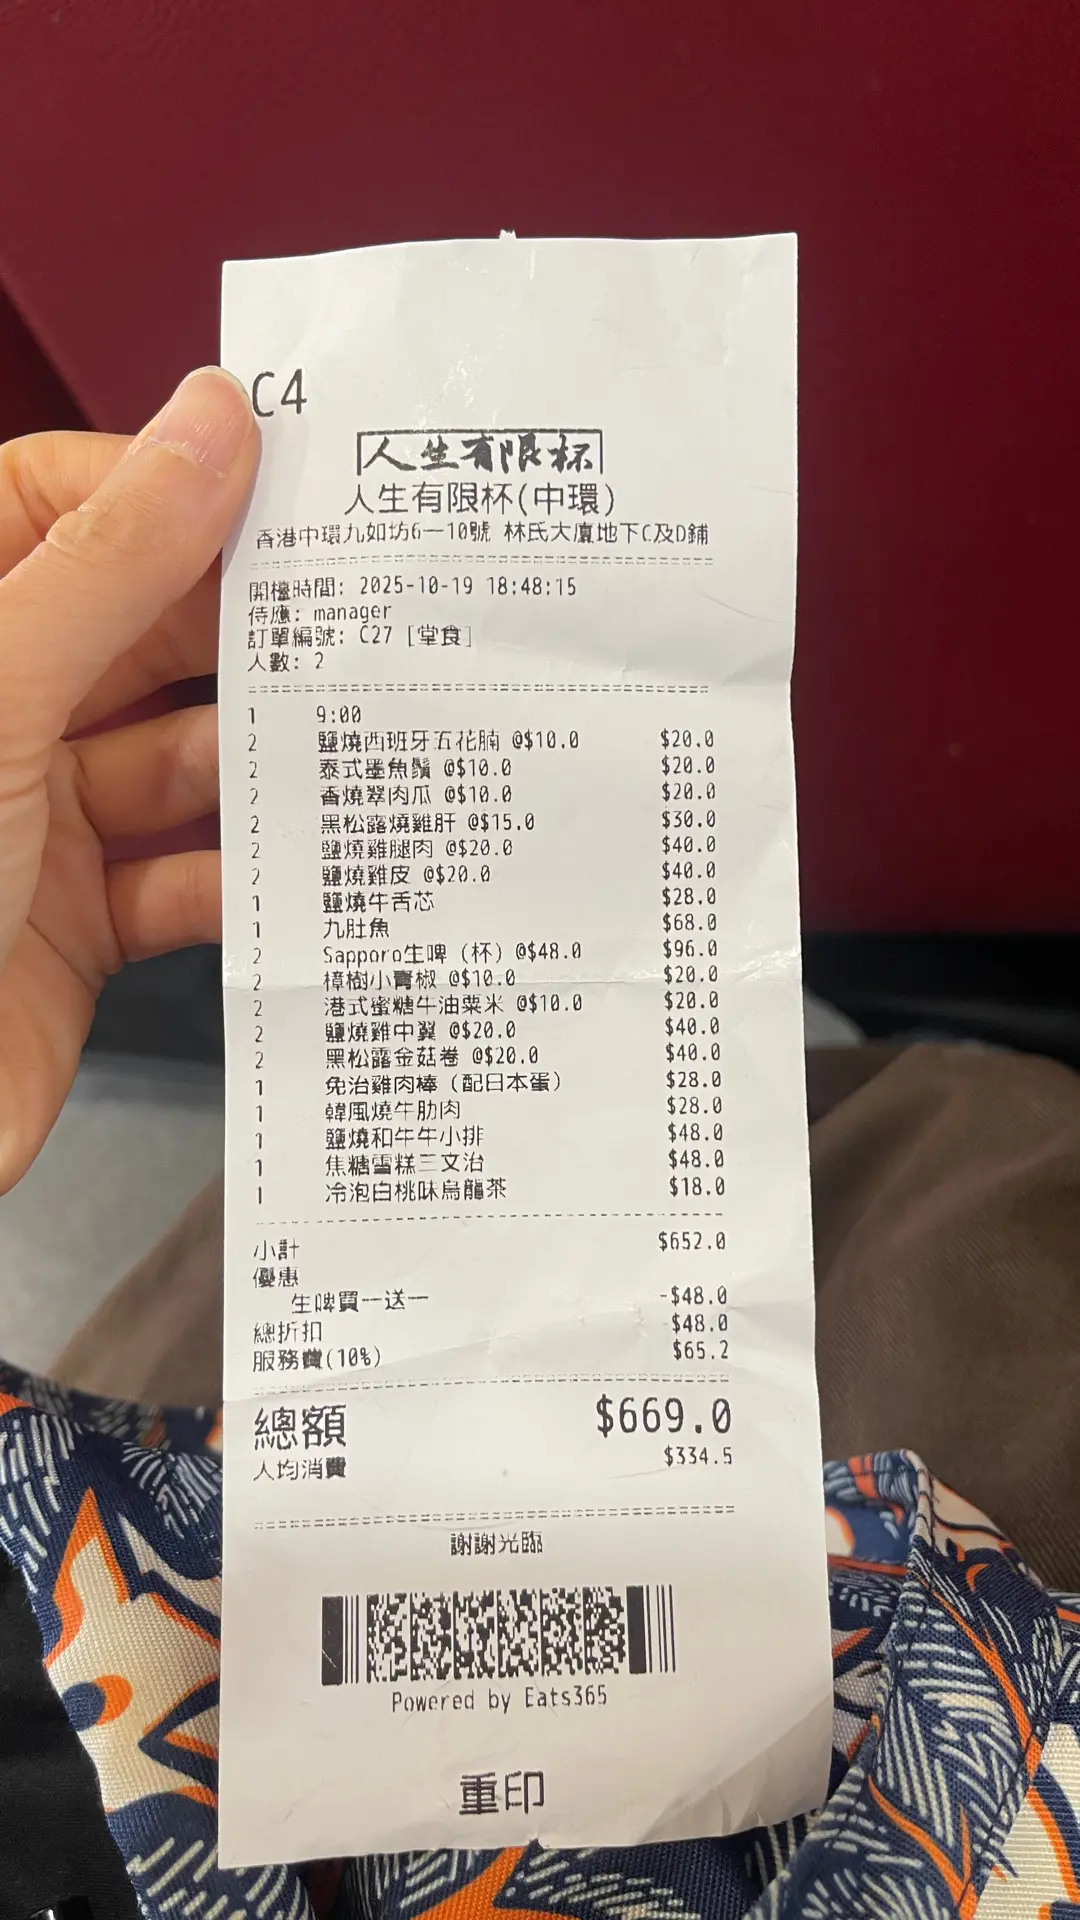 C4
人生有限杯
人生有限杯(中環)
香港中環九如坊6—10號 林氏大廈地下C及D鋪
開檯時間: 2025-10-19 18:48:15
侍應: manager
訂單編號: C27 [堂食]
人數: 2
1 9:00
2 鹽燒西班牙五花腩 @$10.0 $20.0
2 泰式墨魚鬚 @$10.0 $20.0
2 香燒翠肉瓜 @$10.0 $20.0
2 黑松露燒雞肝 @$15.0 $30.0
2 鹽燒雞腿肉 @$20.0 $40.0
2 鹽燒雞皮 @$20.0 $40.0
1 鹽燒牛舌芯 $28.0
1 九肚魚 $68.0
2 Sapporo生啤 (杯) @$48.0 $96.0
2 樟樹小青椒 @$10.0 $20.0
2 港式蜜糖牛油粟米 @$10.0 $20.0
2 鹽燒雞中翼 @$20.0 $40.0
2 黑松露金菇卷 @$20.0 $40.0
1 免治雞肉棒 (配日本蛋) $28.0
1 韓風燒牛肋肉 $28.0
1 鹽燒和牛牛小排 $48.0
1 焦糖雪糕三文治 $48.0
1 冷泡白桃味烏龍茶 $18.0
小計 $652.0
優惠
生啤買一送一 -$48.0
總折扣 $48.0
服務費(10%) $65.2
總額 $669.0
人均消費 $334.5
謝謝光臨
Powered by Eats365
重印